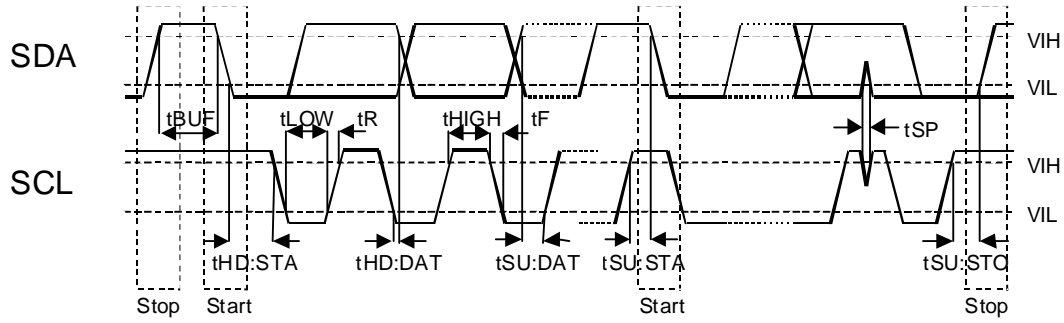 SDA
VIH
VIL
tBUF
tLOW
tR
tHIGH
tF
tSP
SCL
VIH
VIL
tHD:STA
tHD:DAT
tSU:DAT
tSU:STA
tSU:STO
Stop
Start
Start
Stop